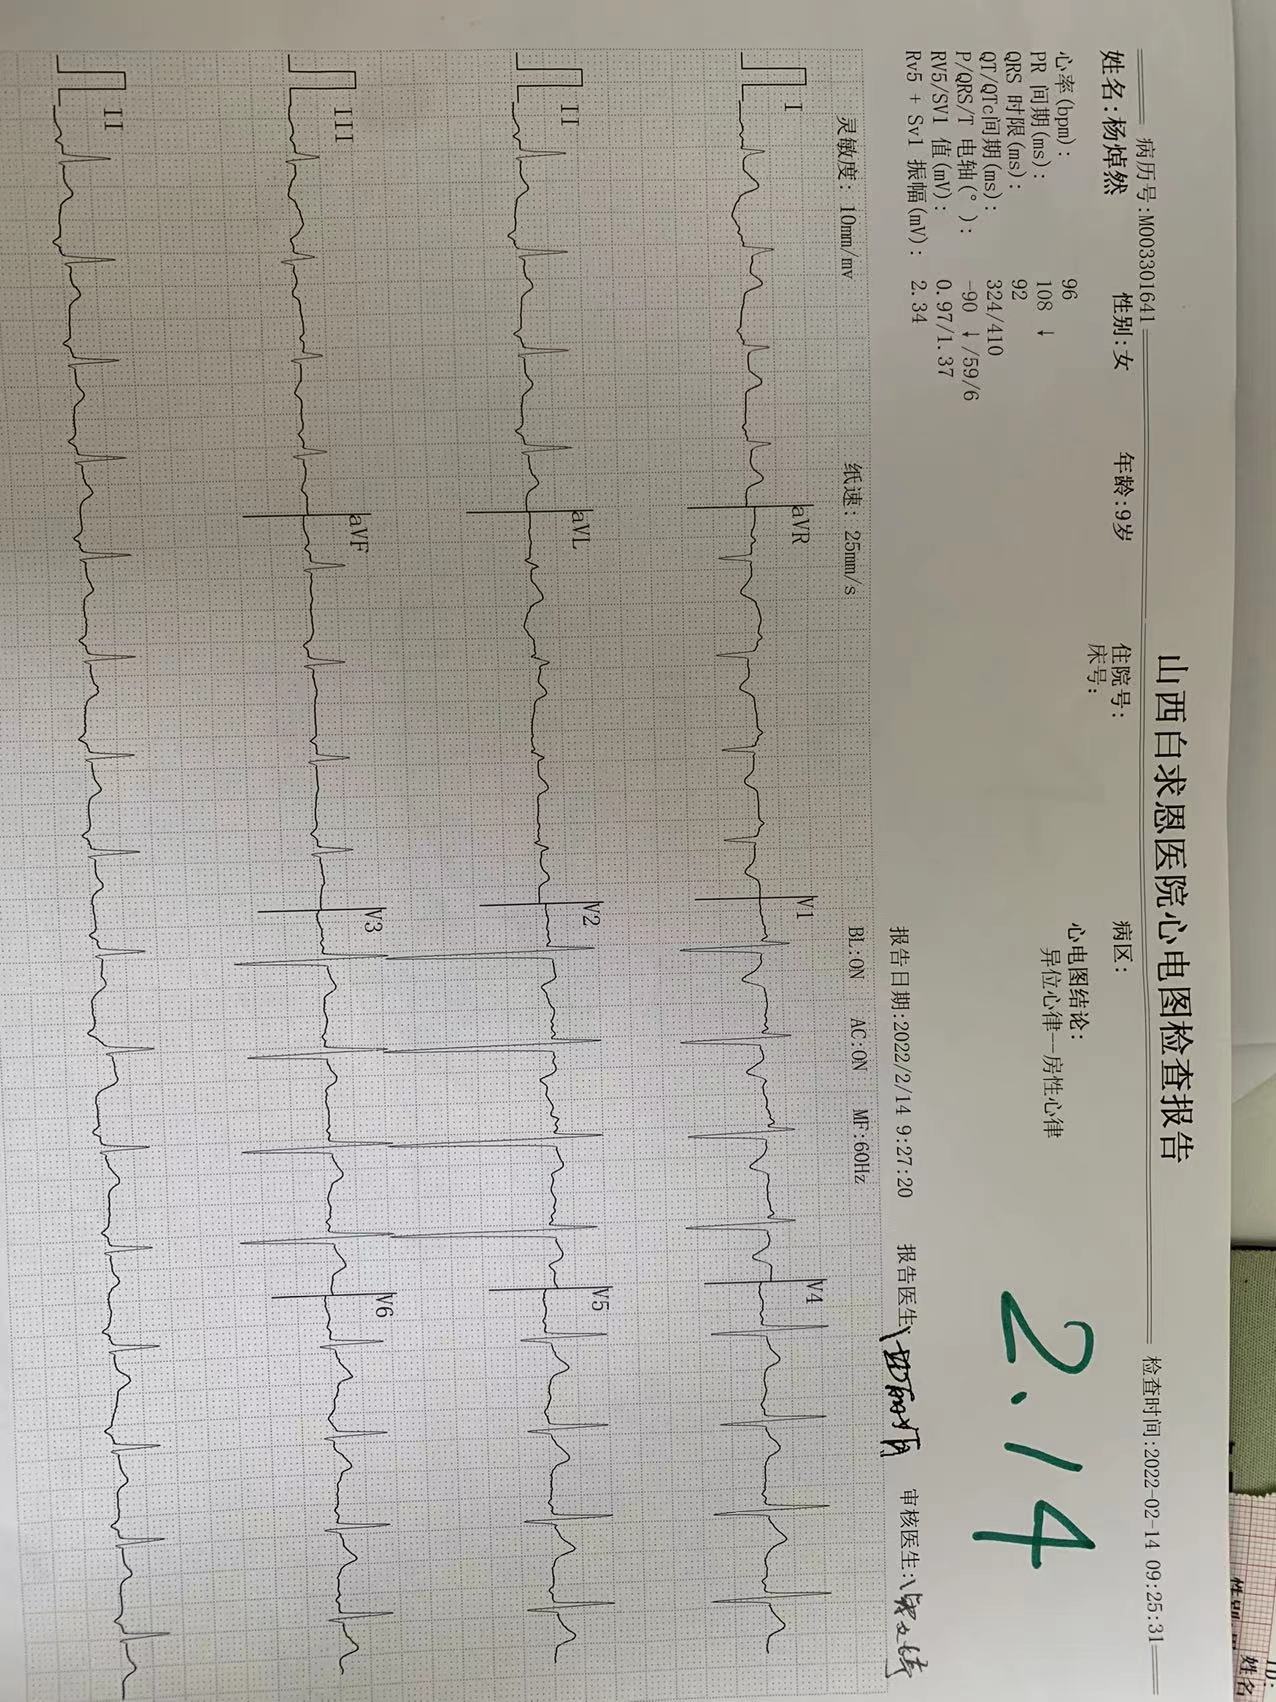 山西白求恩医院心电图检查报告
病历号:M003301641
检查时间:2022-02-14 09:25:31
姓名:杨焯然 性别:女 年龄:9岁 住院号: 病区:
床号:
心率(bpm): 96
PR 间期(ms): 108 ↓
QRS 时限(ms): 92
QT/QTc间期(ms): 324/410
P/QRS/T 电轴(°): -90 ↓/59/6
RV5/SV1 值(mV): 0.97/1.37
Rv5 + Sv1 振幅(mV): 2.34
心电图结论:
异位心律—房性心律
2.14
报告日期:2022/2/14 9:27:20 报告医生: 审核医生:
灵敏度: 10mm/mv 纸速: 25mm/s BL:ON AC:ON MF:60Hz
I aVR V1 V4
II aVL V2 V5
III aVF V3 V6
II
姓名
性别